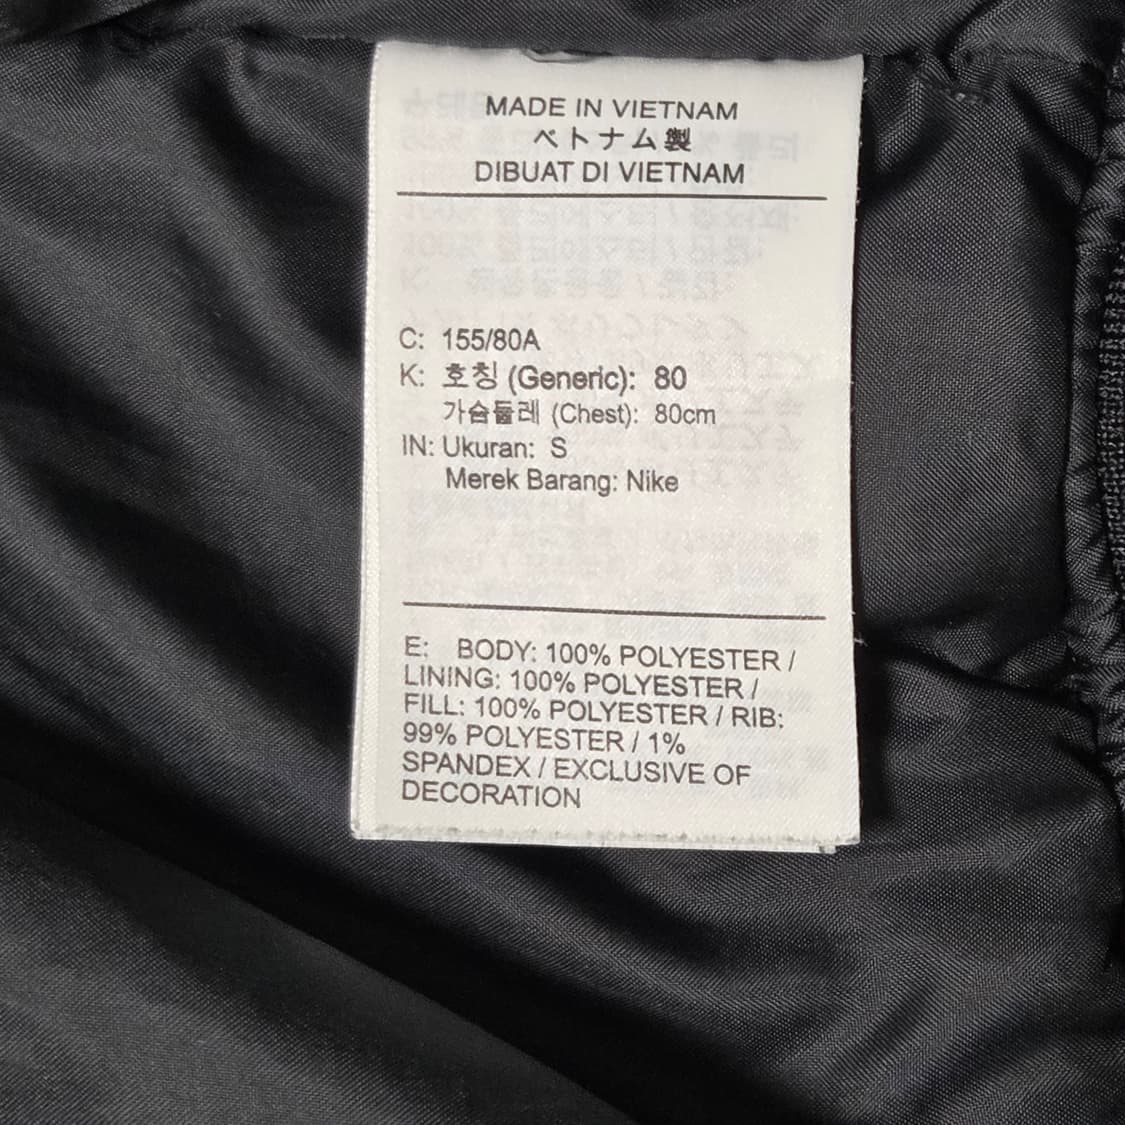 MADE IN VIETNAM
ベトナム製
DIBUAT DI VIETNAM
C: 155/80A
K: 호칭 (Generic): 80
가슴둘레 (Chest): 80cm
IN: Ukuran: S
Merek Barang: Nike
E: BODY: 100% POLYESTER /
LINING: 100% POLYESTER /
FILL: 100% POLYESTER / RIB:
99% POLYESTER / 1%
SPANDEX / EXCLUSIVE OF
DECORATION